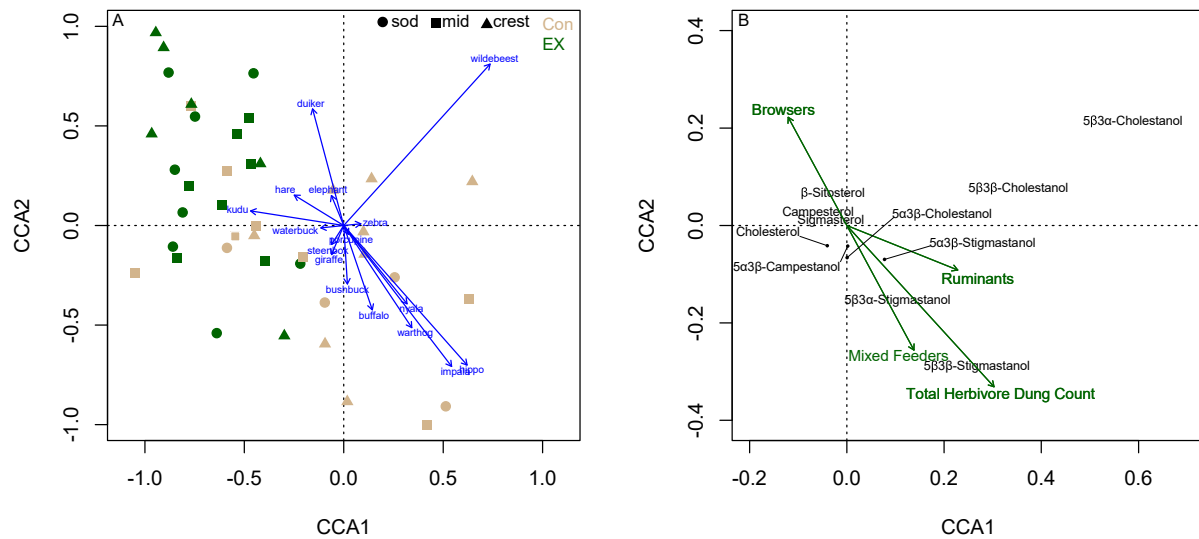 A
sod
mid
crest
Con
EX
wildebeest
duiker
hare
elephant
kudu
zebra
waterbuck
porcupine
steenbok
giraffe
bushbuck
nyala
buffalo
warthog
impala
hippo
1.0
0.5
0.0
-0.5
-1.0
CCA2
-1.0 -0.5 0.0 0.5 1.0
CCA1
B
Browsers
5β3α-Cholestanol
β-Sitosterol
5β3β-Cholestanol
Campesterol
5α3β-Cholestanol
Sigmasterol
Cholesterol
5α3β-Stigmastanol
5α3β-Campestanol
Ruminants
5β3α-Stigmastanol
Mixed Feeders
5β3β-Stigmastanol
Total Herbivore Dung Count
0.4
0.2
0.0
-0.2
-0.4
CCA2
-0.2 0.0 0.2 0.4 0.6
CCA1